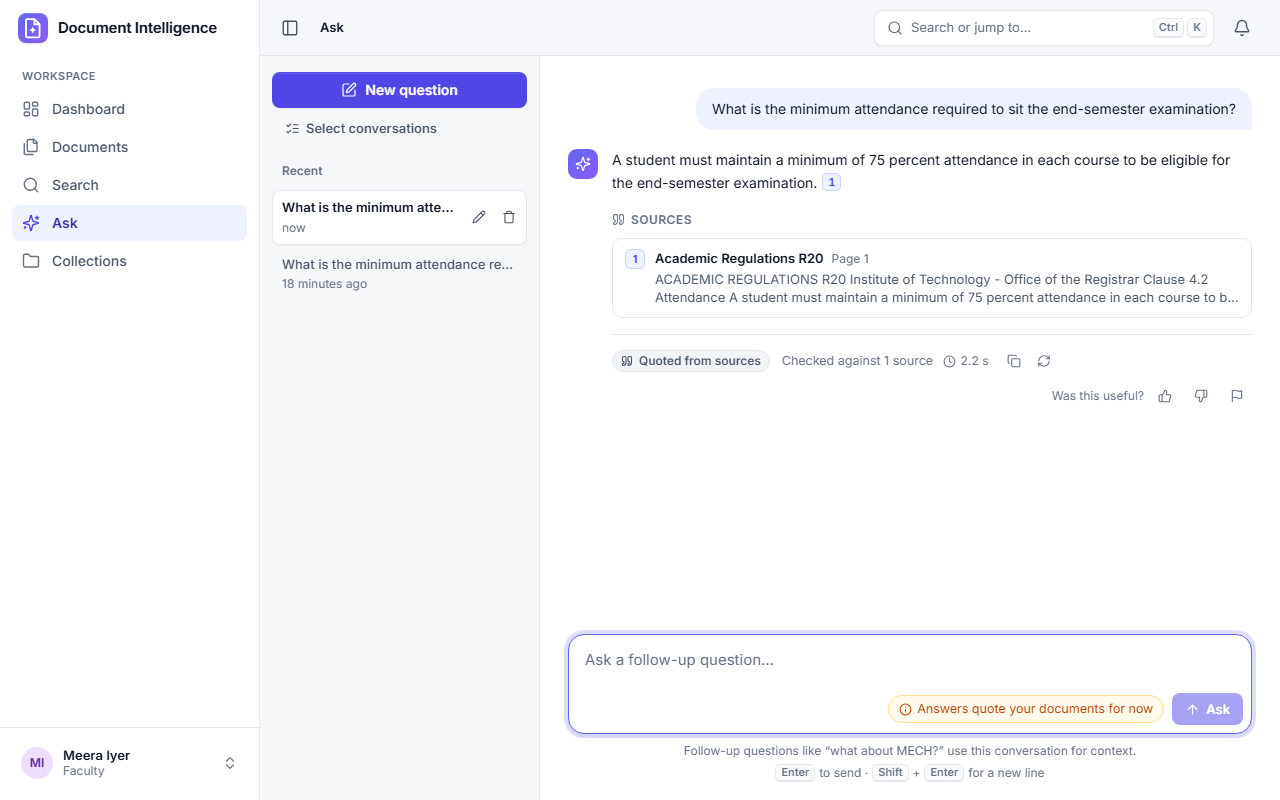 Document Intelligence
WORKSPACE
Dashboard
Documents
Search
Ask
Collections
MI
Meera Iyer
Faculty
Ask
Search or jump to...
Ctrl K
New question
Select conversations
Recent
What is the minimum atte...
now
What is the minimum attendance re...
18 minutes ago
What is the minimum attendance required to sit the end-semester examination?
A student must maintain a minimum of 75 percent attendance in each course to be eligible for
the end-semester examination. 1
SOURCES
1 Academic Regulations R20 Page 1
ACADEMIC REGULATIONS R20 Institute of Technology - Office of the Registrar Clause 4.2
Attendance A student must maintain a minimum of 75 percent attendance in each course to b...
Quoted from sources Checked against 1 source 2.2 s
Was this useful?
Ask a follow-up question...
Answers quote your documents for now
Ask
Follow-up questions like “what about MECH?” use this conversation for context.
Enter to send · Shift + Enter for a new line